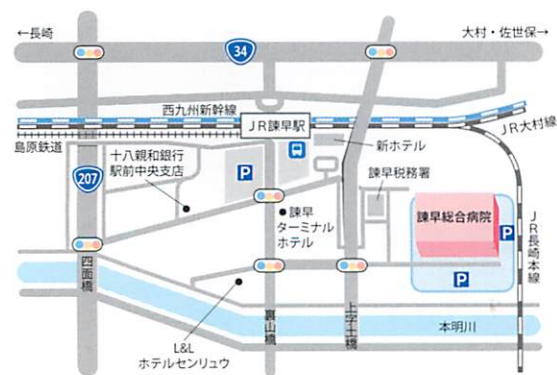 ←長崎
34
大村・佐世保→
西九州新幹線
JR諫早駅
JR大村線
島原鉄道
新ホテル
十八親和銀行
駅前中央支店
P
諫早税務署
207
諫早
ターミナル
ホテル
諫早総合病院
P
P
JR長崎本線
四面橋
裏山橋
上宇土橋
本明川
L&L
ホテルセンリュウ